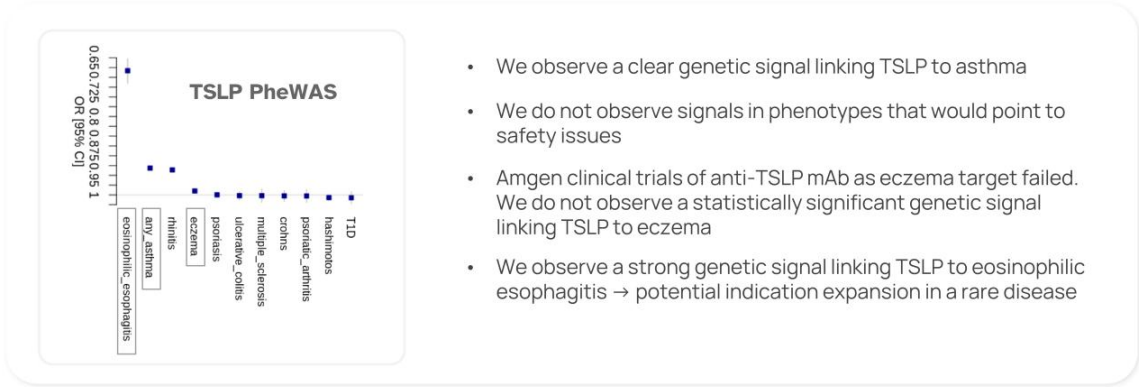 TSLP PheWAS
0.65 0.725 0.8 0.875 0.95 1
OR [95% CI]
eosinophilic_esophagitis
any_asthma
rhinitis
eczema
psoriasis
ulcerative_colitis
multiple_sclerosis
crohns
psoriatic_arthritis
hashimotos
T1D
• We observe a clear genetic signal linking TSLP to asthma
• We do not observe signals in phenotypes that would point to
safety issues
• Amgen clinical trials of anti-TSLP mAb as eczema target failed.
We do not observe a statistically significant genetic signal
linking TSLP to eczema
• We observe a strong genetic signal linking TSLP to eosinophilic
esophagitis → potential indication expansion in a rare disease